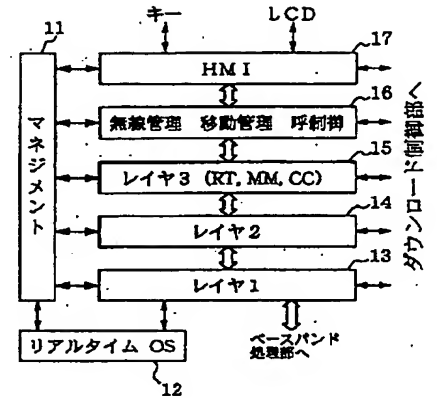 キー
LCD
11
17
HMI
16
無線管理 移動管理 呼制御
15
レイヤ3 (RT, MM, CC)
14
レイヤ2
13
レイヤ1
マネジメント
ダウンロード制御部へ
リアルタイム OS
12
ベースバンド
処理部へ